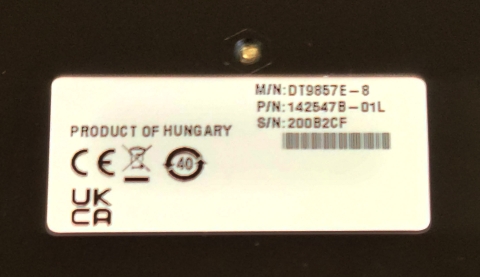 M/N:DT9857E-8
P/N:142547B-01L
S/N:200B2CF
PRODUCT OF HUNGARY
CE
40
UK
CA